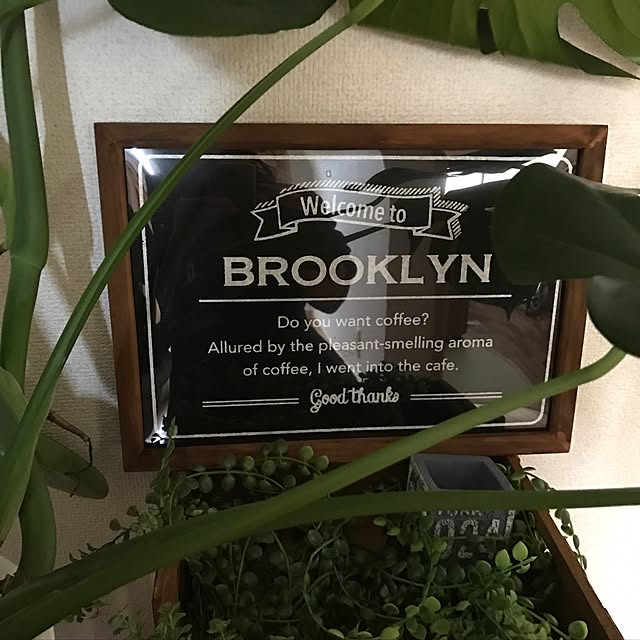 Welcome to
BROOKLYN
Do you want coffee?
Allured by the pleasant-smelling aroma
of coffee, I went into the cafe.
Good thanks